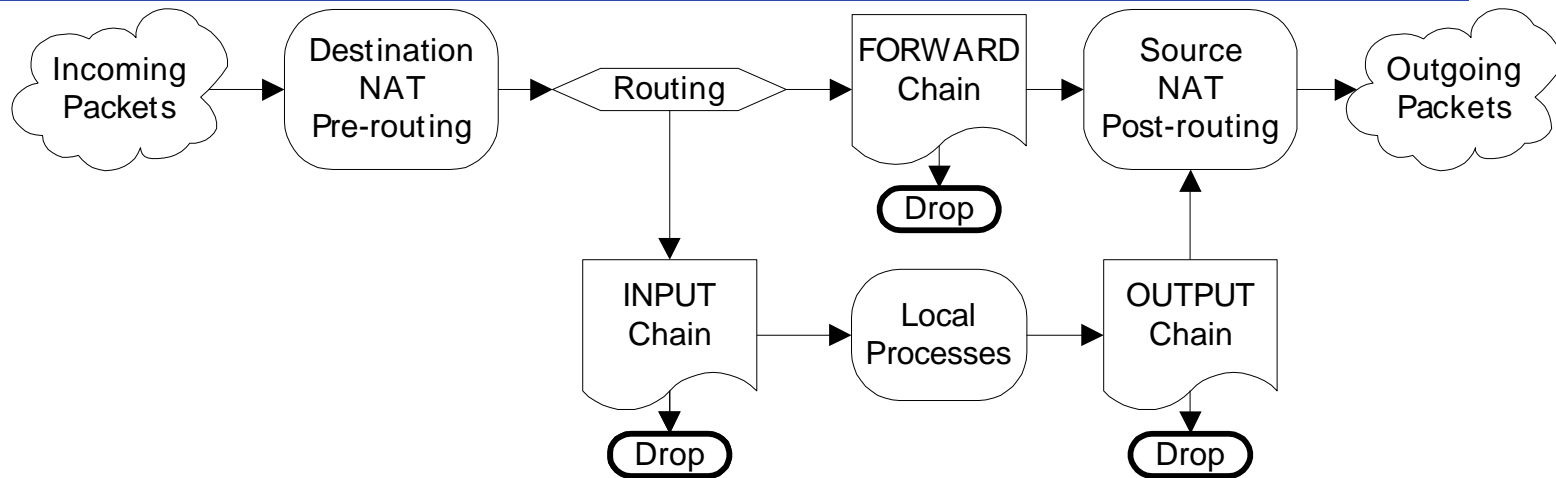 Incoming
Packets
Destination
NAT
Pre-routing
Routing
FORWARD
Chain
Drop
Source
NAT
Post-routing
Outgoing
Packets
INPUT
Chain
Drop
Local
Processes
OUTPUT
Chain
Drop